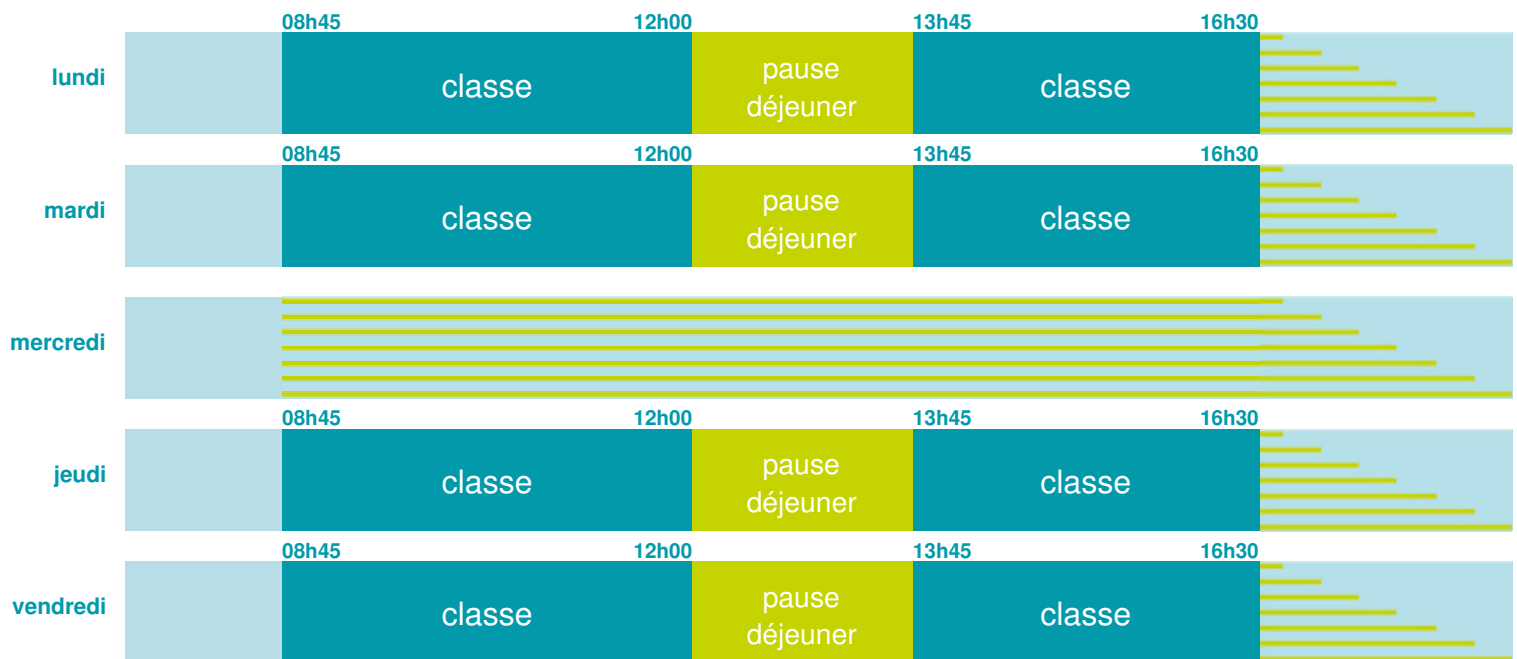 08h45 12h00 13h45 16h30
lundi classe pause déjeuner classe
08h45 12h00 13h45 16h30
mardi classe pause déjeuner classe
mercredi
08h45 12h00 13h45 16h30
jeudi classe pause déjeuner classe
08h45 12h00 13h45 16h30
vendredi classe pause déjeuner classe